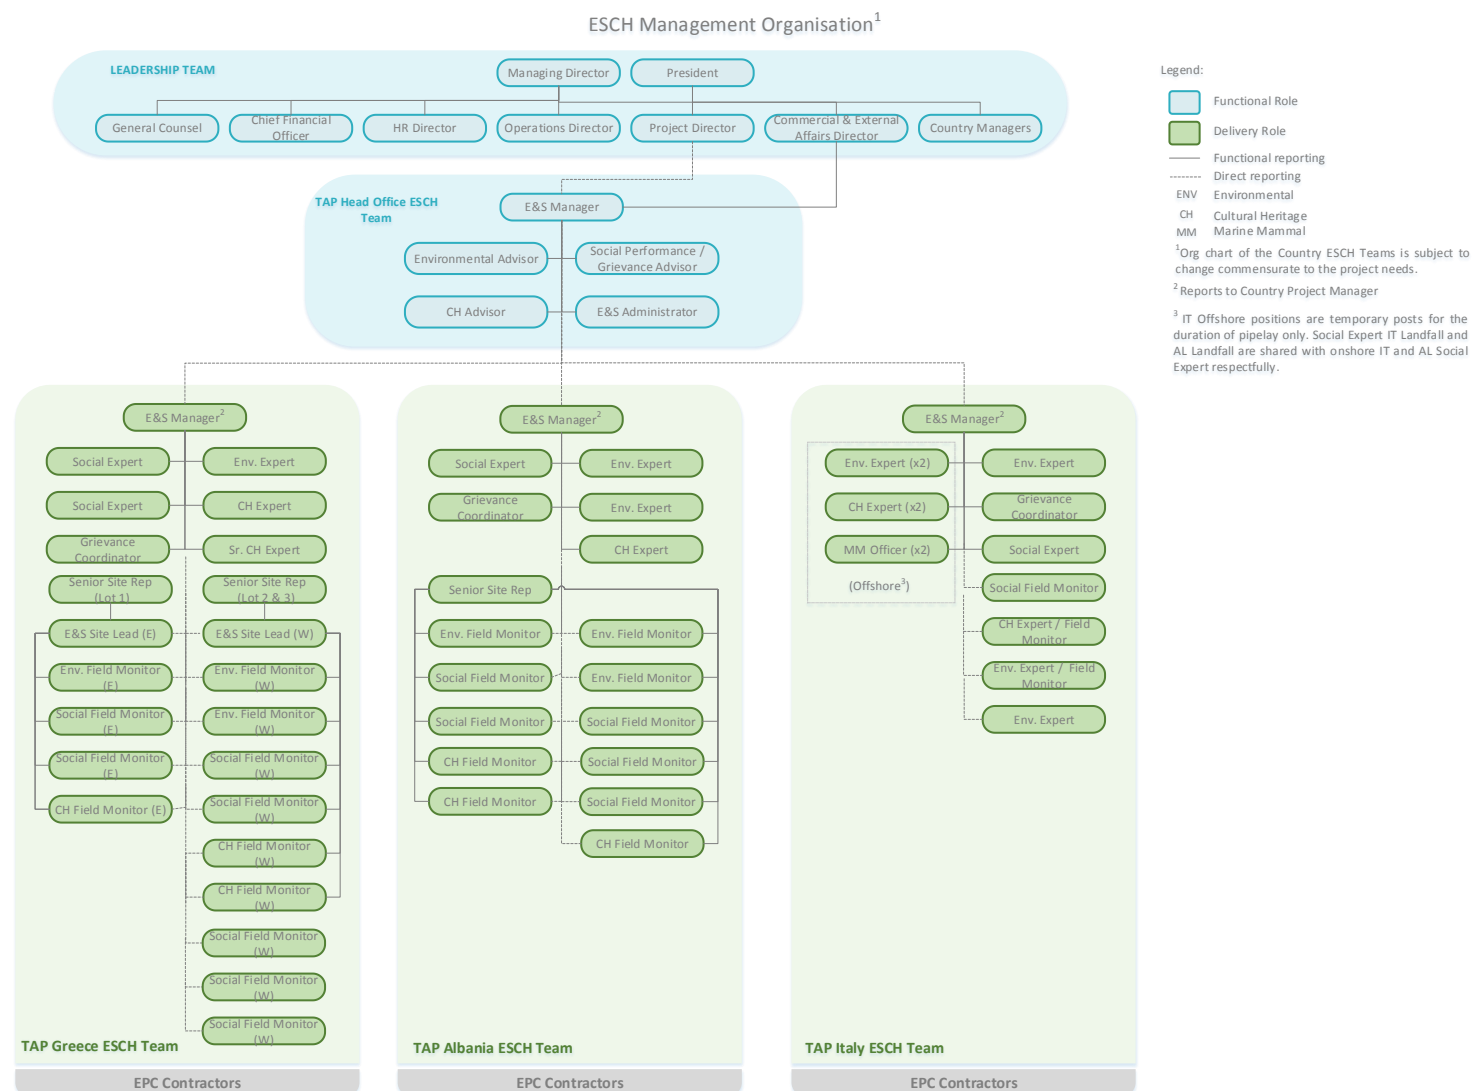 ESCH Management Organisation1
LEADERSHIP TEAM
Managing Director
President
General Counsel
Chief Financial
Officer
HR Director
Operations Director
Project Director
Commercial & External
Affairs Director
Country Managers
TAP Head Office ESCH
Team
E&S Manager
Environmental Advisor
Social Performance /
Grievance Advisor
CH Advisor
E&S Administrator
Legend:
Functional Role
Delivery Role
Functional reporting
Direct reporting
ENV Environmental
CH Cultural Heritage
MM Marine Mammal
1Org chart of the Country ESCH Teams is subject to
change commensurate to the project needs.
2 Reports to Country Project Manager
3 IT Offshore positions are temporary posts for the
duration of pipelay only. Social Expert IT Landfall and
AL Landfall are shared with onshore IT and AL Social
Expert respectfully.
E&S Manager2
Social Expert
Env. Expert
Social Expert
CH Expert
Grievance
Coordinator
Sr. CH Expert
Senior Site Rep
(Lot 1)
Senior Site Rep
(Lot 2 & 3)
E&S Site Lead (E)
E&S Site Lead (W)
Env. Field Monitor
(E)
Env. Field Monitor
(W)
Social Field Monitor
(E)
Env. Field Monitor
(W)
Social Field Monitor
(E)
Social Field Monitor
(W)
CH Field Monitor (E)
Social Field Monitor
(W)
CH Field Monitor
(W)
CH Field Monitor
(W)
Social Field Monitor
(W)
Social Field Monitor
(W)
Social Field Monitor
(W)
TAP Greece ESCH Team
EPC Contractors
E&S Manager2
Social Expert
Env. Expert
Grievance
Coordinator
Env. Expert
CH Expert
Senior Site Rep
Env. Field Monitor
Env. Field Monitor
Social Field Monitor
Env. Field Monitor
Social Field Monitor
Social Field Monitor
CH Field Monitor
Social Field Monitor
CH Field Monitor
Social Field Monitor
CH Field Monitor
TAP Albania ESCH Team
EPC Contractors
E&S Manager2
Env. Expert (x2)
Env. Expert
CH Expert (x2)
Grievance
Coordinator
MM Officer (x2)
Social Expert
(Offshore3)
Social Field Monitor
CH Expert / Field
Monitor
Env. Expert / Field
Monitor
Env. Expert
TAP Italy ESCH Team
EPC Contractors